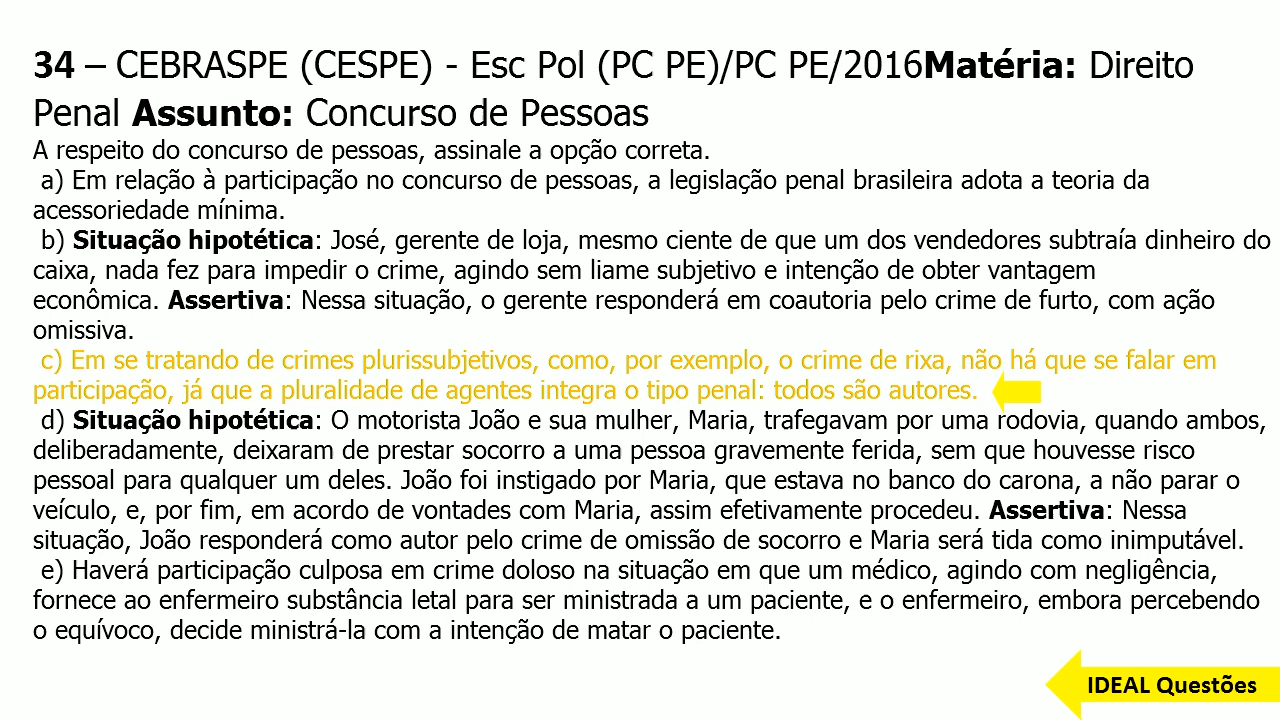 34 – CEBRASPE (CESPE) - Esc Pol (PC PE)/PC PE/2016Matéria: Direito
Penal Assunto: Concurso de Pessoas
A respeito do concurso de pessoas, assinale a opção correta.
a) Em relação à participação no concurso de pessoas, a legislação penal brasileira adota a teoria da
acessoriedade mínima.
b) Situação hipotética: José, gerente de loja, mesmo ciente de que um dos vendedores subtraía dinheiro do
caixa, nada fez para impedir o crime, agindo sem liame subjetivo e intenção de obter vantagem
econômica. Assertiva: Nessa situação, o gerente responderá em coautoria pelo crime de furto, com ação
omissiva.
c) Em se tratando de crimes plurissubjetivos, como, por exemplo, o crime de rixa, não há que se falar em
participação, já que a pluralidade de agentes integra o tipo penal: todos são autores.
d) Situação hipotética: O motorista João e sua mulher, Maria, trafegavam por uma rodovia, quando ambos,
deliberadamente, deixaram de prestar socorro a uma pessoa gravemente ferida, sem que houvesse risco
pessoal para qualquer um deles. João foi instigado por Maria, que estava no banco do carona, a não parar o
veículo, e, por fim, em acordo de vontades com Maria, assim efetivamente procedeu. Assertiva: Nessa
situação, João responderá como autor pelo crime de omissão de socorro e Maria será tida como inimputável.
e) Haverá participação culposa em crime doloso na situação em que um médico, agindo com negligência,
fornece ao enfermeiro substância letal para ser ministrada a um paciente, e o enfermeiro, embora percebendo
o equívoco, decide ministrá-la com a intenção de matar o paciente.
IDEAL Questões